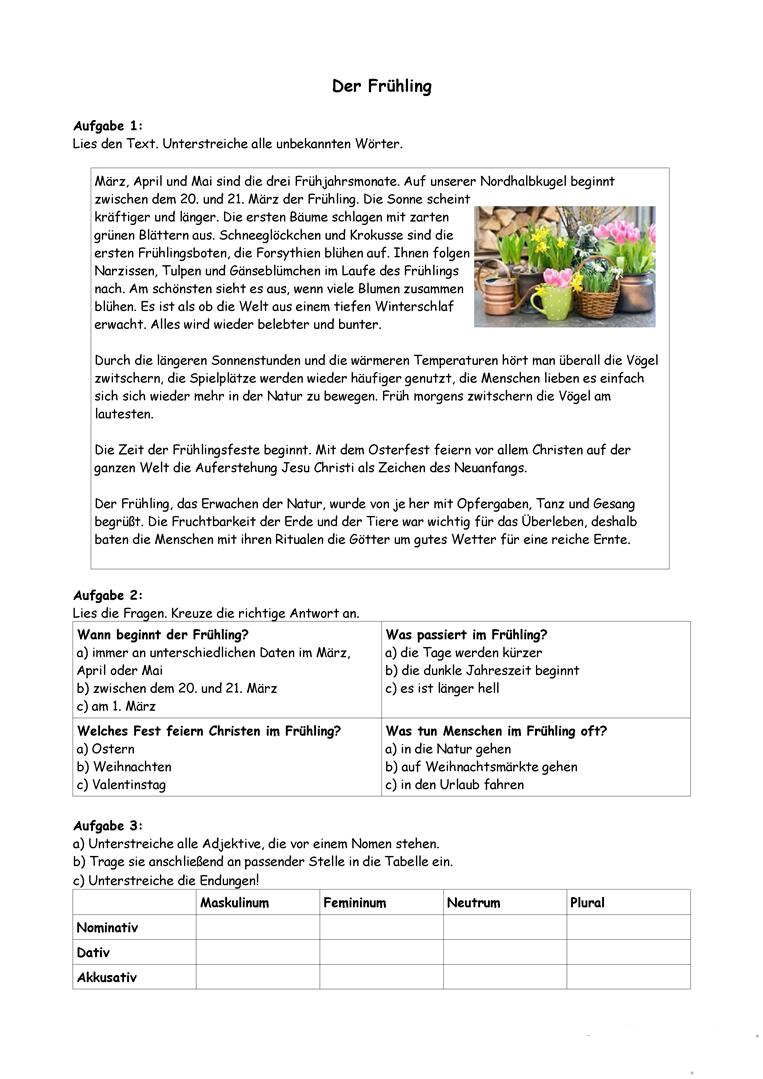 Der Frühling
Aufgabe 1:
Lies den Text. Unterstreiche alle unbekannten Wörter.
März, April und Mai sind die drei Frühjahrsmonate. Auf unserer Nordhalbkugel beginnt
zwischen dem 20. und 21. März der Frühling. Die Sonne scheint
kräftiger und länger. Die ersten Bäume schlagen mit zarten
grünen Blättern aus. Schneeglöckchen und Krokusse sind die
ersten Frühlingsboten, die Forsythien blühen auf. Ihnen folgen
Narzissen, Tulpen und Gänseblümchen im Laufe des Frühlings
nach. Am schönsten sieht es aus, wenn viele Blumen zusammen
blühen. Es ist als ob die Welt aus einem tiefen Winterschlaf
erwacht. Alles wird wieder belebter und bunter.
Durch die längeren Sonnenstunden und die wärmeren Temperaturen hört man überall die Vögel
zwitschern, die Spielplätze werden wieder häufiger genutzt, die Menschen lieben es einfach
sich sich wieder mehr in der Natur zu bewegen. Früh morgens zwitschern die Vögel am
lautesten.
Die Zeit der Frühlingsfeste beginnt. Mit dem Osterfest feiern vor allem Christen auf der
ganzen Welt die Auferstehung Jesu Christi als Zeichen des Neuanfangs.
Der Frühling, das Erwachen der Natur, wurde von je her mit Opfergaben, Tanz und Gesang
begrüßt. Die Fruchtbarkeit der Erde und der Tiere war wichtig für das Überleben, deshalb
baten die Menschen mit ihren Ritualen die Götter um gutes Wetter für eine reiche Ernte.
Aufgabe 2:
Lies die Fragen. Kreuze die richtige Antwort an.
Wann beginnt der Frühling?
a) immer an unterschiedlichen Daten im März,
April oder Mai
b) zwischen dem 20. und 21. März
c) am 1. März
Was passiert im Frühling?
a) die Tage werden kürzer
b) die dunkle Jahreszeit beginnt
c) es ist länger hell
Welches Fest feiern Christen im Frühling?
a) Ostern
b) Weihnachten
c) Valentinstag
Was tun Menschen im Frühling oft?
a) in die Natur gehen
b) auf Weihnachtsmärkte gehen
c) in den Urlaub fahren
Aufgabe 3:
a) Unterstreiche alle Adjektive, die vor einem Nomen stehen.
b) Trage sie anschließend an passender Stelle in die Tabelle ein.
c) Unterstreiche die Endungen!
Maskulinum Femininum Neutrum Plural
Nominativ
Dativ
Akkusativ